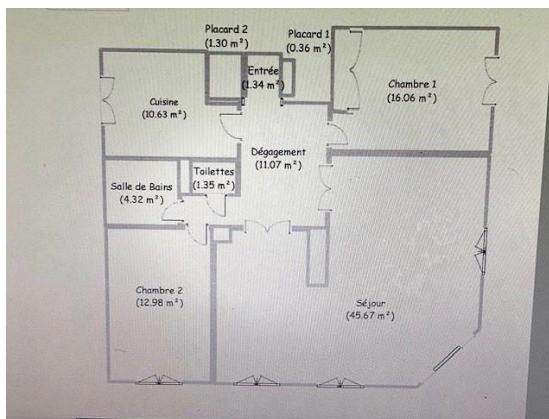 Placard 2
(1.30 m²)
Placard 1
(0.36 m²)
Entrée
(1.34 m²)
Chambre 1
(16.06 m²)
Cuisine
(10.63 m²)
Dégagement
(11.07 m²)
Toilettes
(1.35 m²)
Salle de Bains
(4.32 m²)
Chambre 2
(12.98 m²)
Séjour
(45.67 m²)